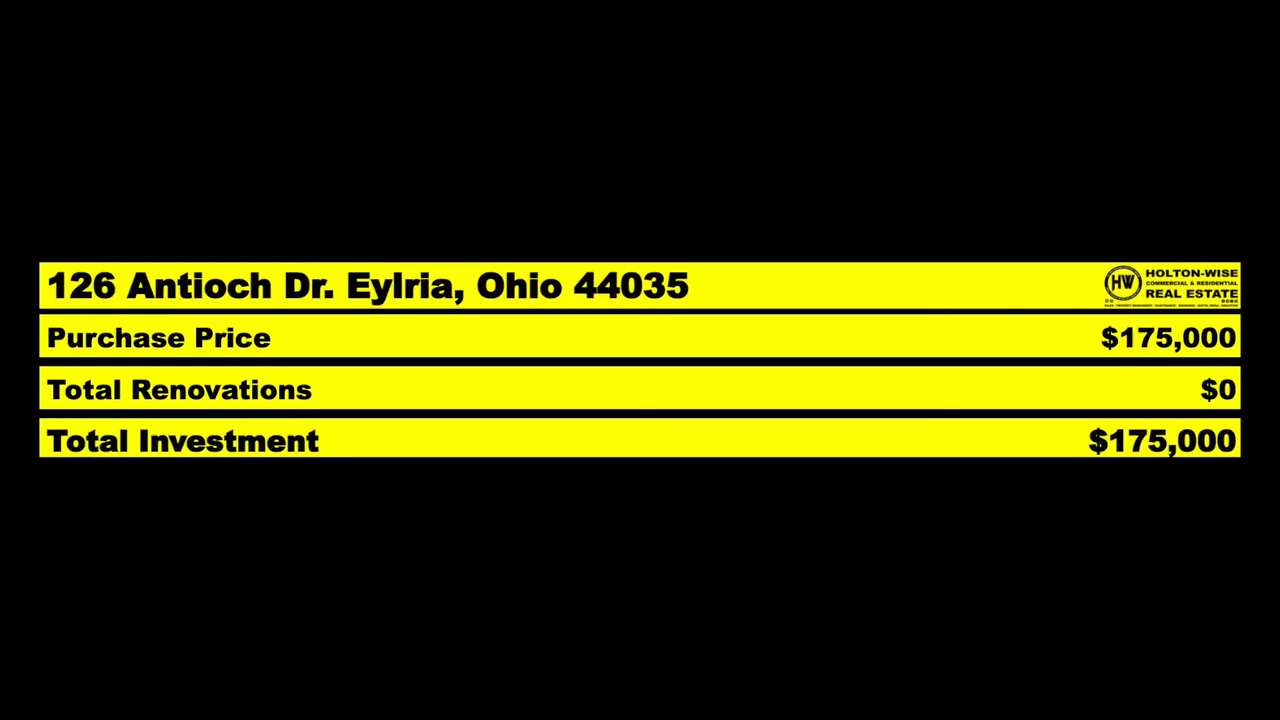 126 Antioch Dr. Eylria, Ohio 44035
HW
HOLTON-WISE
COMMERCIAL & RESIDENTIAL
REAL ESTATE
Purchase Price $175,000
Total Renovations $0
Total Investment $175,000